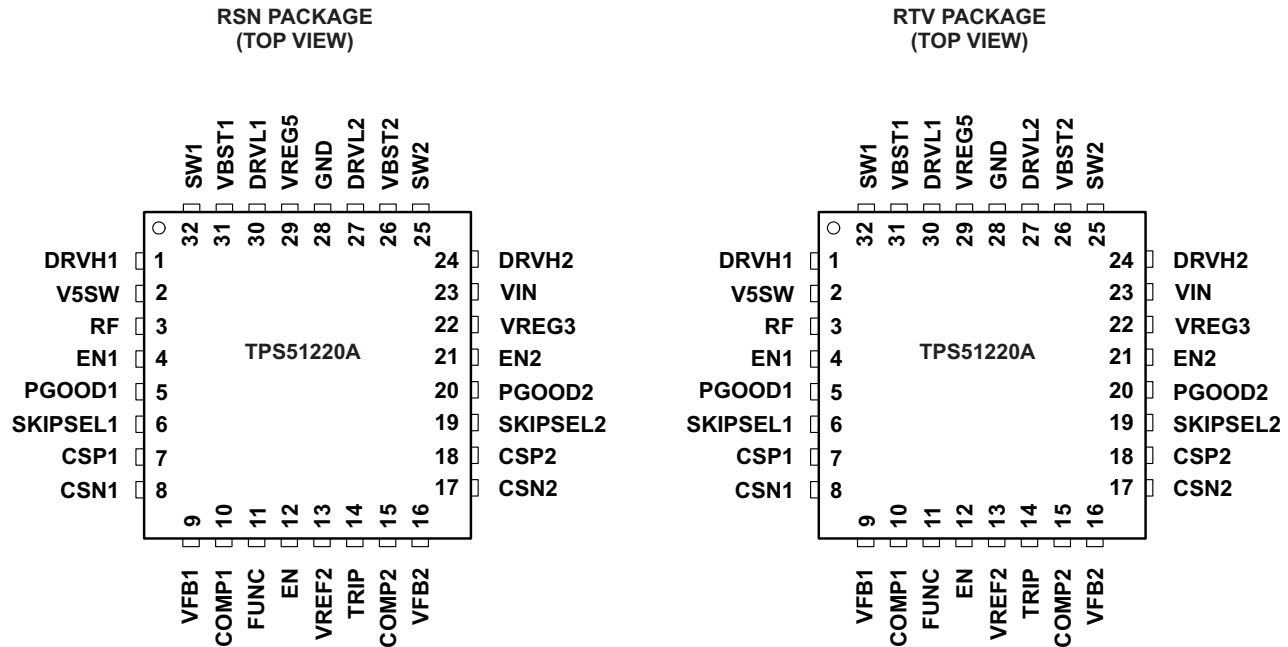 RSN PACKAGE
(TOP VIEW)
SW1
VBST1
DRVL1
VREG5
GND
DRVL2
VBST2
SW2
32
31
30
29
28
27
26
25
DRVH1 1
V5SW 2
RF 3
EN1 4
PGOOD1 5
SKIPSEL1 6
CSP1 7
CSN1 8
TPS51220A
24 DRVH2
23 VIN
22 VREG3
21 EN2
20 PGOOD2
19 SKIPSEL2
18 CSP2
17 CSN2
9
10
11
12
13
14
15
16
VFB1
COMP1
FUNC
EN
VREF2
TRIP
COMP2
VFB2
RTV PACKAGE
(TOP VIEW)
SW1
VBST1
DRVL1
VREG5
GND
DRVL2
VBST2
SW2
32
31
30
29
28
27
26
25
DRVH1 1
V5SW 2
RF 3
EN1 4
PGOOD1 5
SKIPSEL1 6
CSP1 7
CSN1 8
TPS51220A
24 DRVH2
23 VIN
22 VREG3
21 EN2
20 PGOOD2
19 SKIPSEL2
18 CSP2
17 CSN2
9
10
11
12
13
14
15
16
VFB1
COMP1
FUNC
EN
VREF2
TRIP
COMP2
VFB2